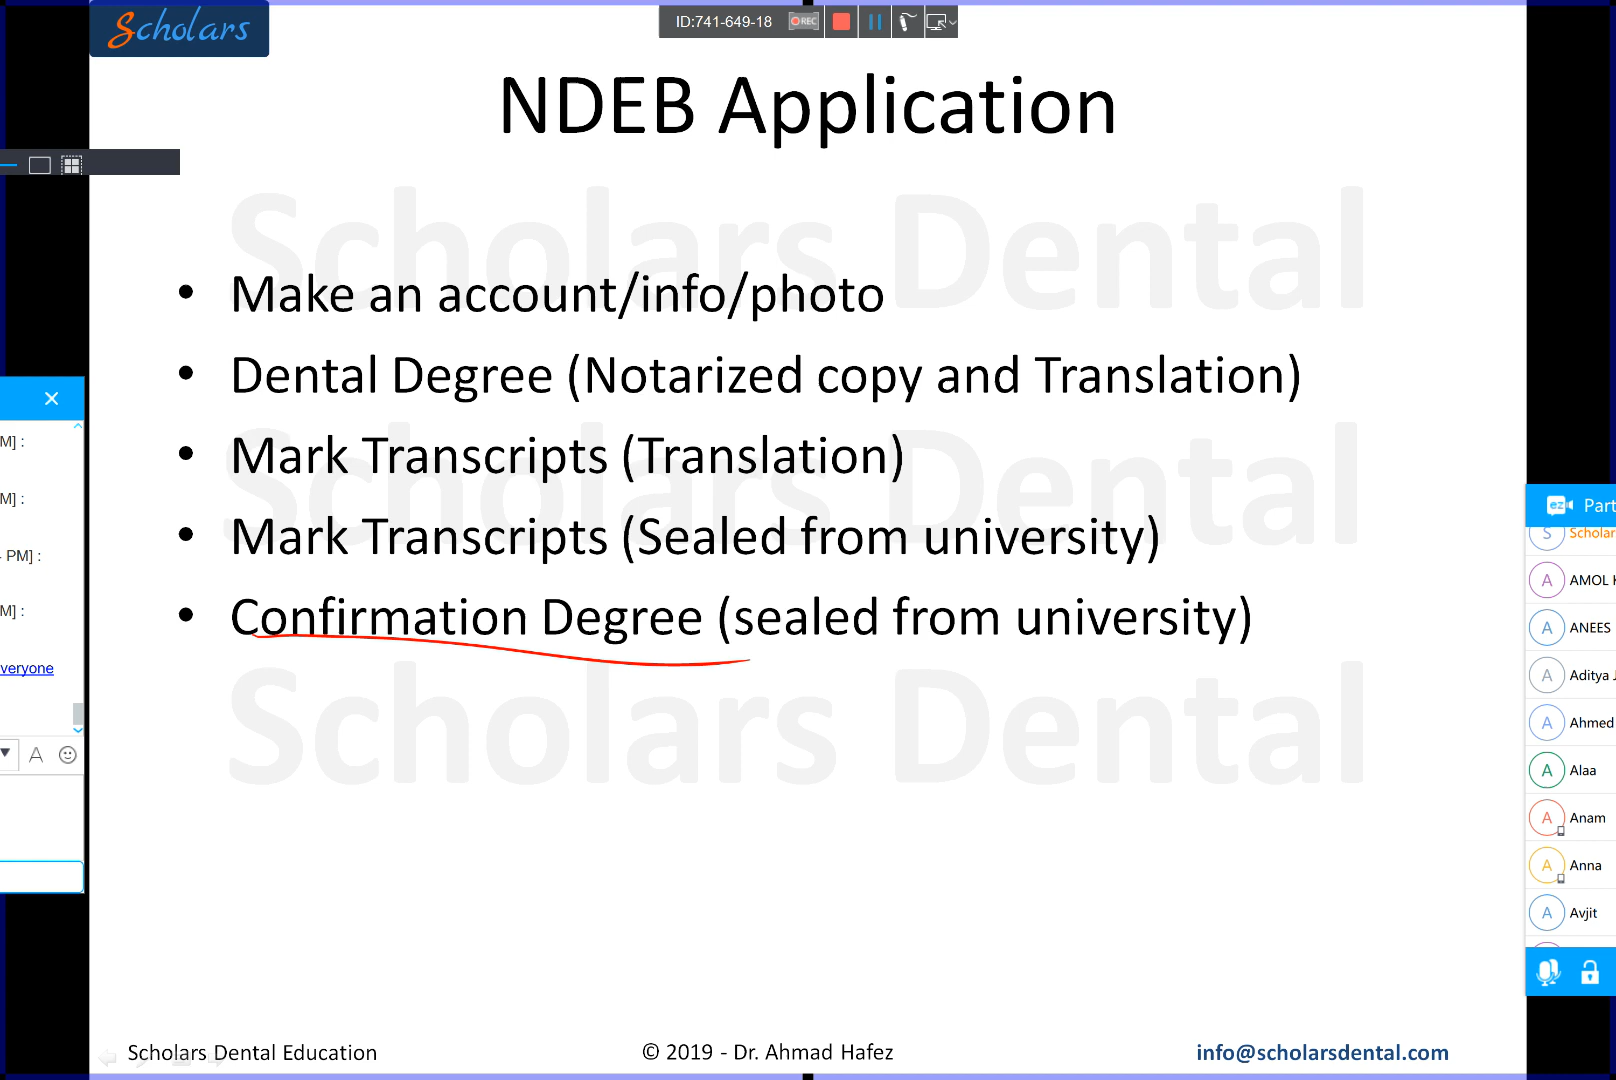 Scholars
ID:741-649-18
REC
NDEB Application
Scholars Dental
• Make an account/info/photo
• Dental Degree (Notarized copy and Translation)
• Mark Transcripts (Translation)
Scholars Dental
• Mark Transcripts (Sealed from university)
• Confirmation Degree (sealed from university)
Scholars Dental
M] :
M] :
PM] :
M] :
veryone
A
ez
Part
S
Scholar
A
AMOL
A
ANEES
A
Aditya J
A
Ahmed
A
Alaa
A
Anam
A
Anna
A
Avjit
Scholars Dental Education
© 2019 - Dr. Ahmad Hafez
info@scholarsdental.com